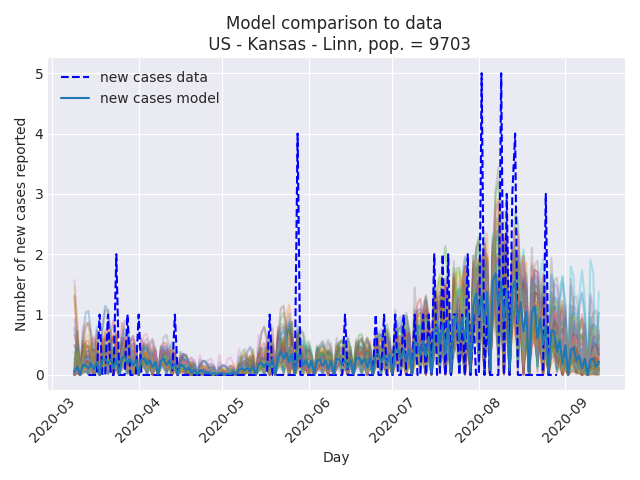 Model comparison to data
US - Kansas - Linn, pop. = 9703
new cases data
new cases model
Number of new cases reported
5
4
3
2
1
0
2020-03
2020-04
2020-05
2020-06
2020-07
2020-08
2020-09
Day